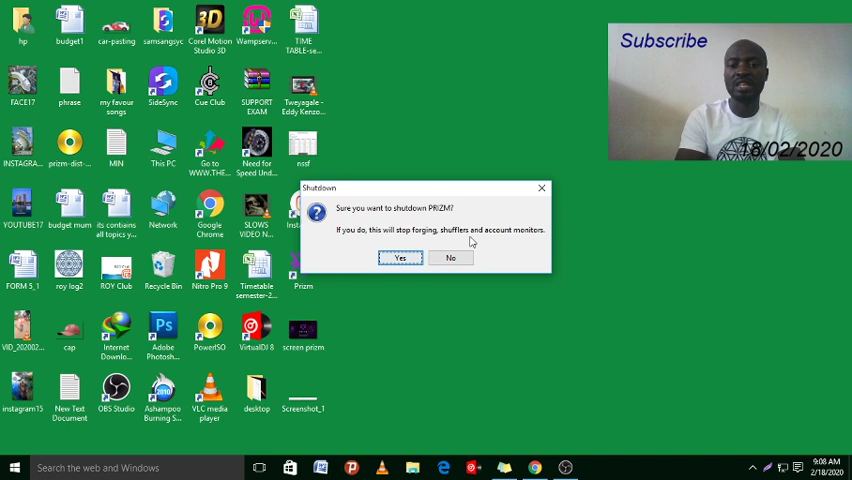 hp
budget1
car-pasting
samsangsyc
Corel Motion
Studio 3D
Wampserv...
TIME
TABLE-se...
Subscribe
18/02/2020
FACE17
phrase
my favour
songs
SideSync
Cue Club
SUPPORT
EXAM
Tweyagale -
Eddy Kenzo...
INSTAGRA...
prizm-dist-...
MIN
This PC
Go to
WWW.THE...
Need for
Speed Und...
nssf
Shutdown
Sure you want to shutdown PRIZM?
If you do, this will stop forging, shufflers and account monitors.
Yes
No
YOUTUBE17
budget mum
its contains
all topics y...
Network
Google
Chrome
SLOWS
VIDEO N...
FORM 5_1
roy log2
ROY Club
Recycle Bin
Nitro Pro 9
Timetable
semester-2...
Prizm
VID_202002...
cap
Internet
Downlo...
Adobe
Photosh...
PowerISO
VirtualDJ 8
screen prizm
instagram15
New Text
Document
OBS Studio
Ashampoo
Burning S...
VLC media
player
desktop
Screenshot_1
Search the web and Windows
9:08 AM
2/18/2020